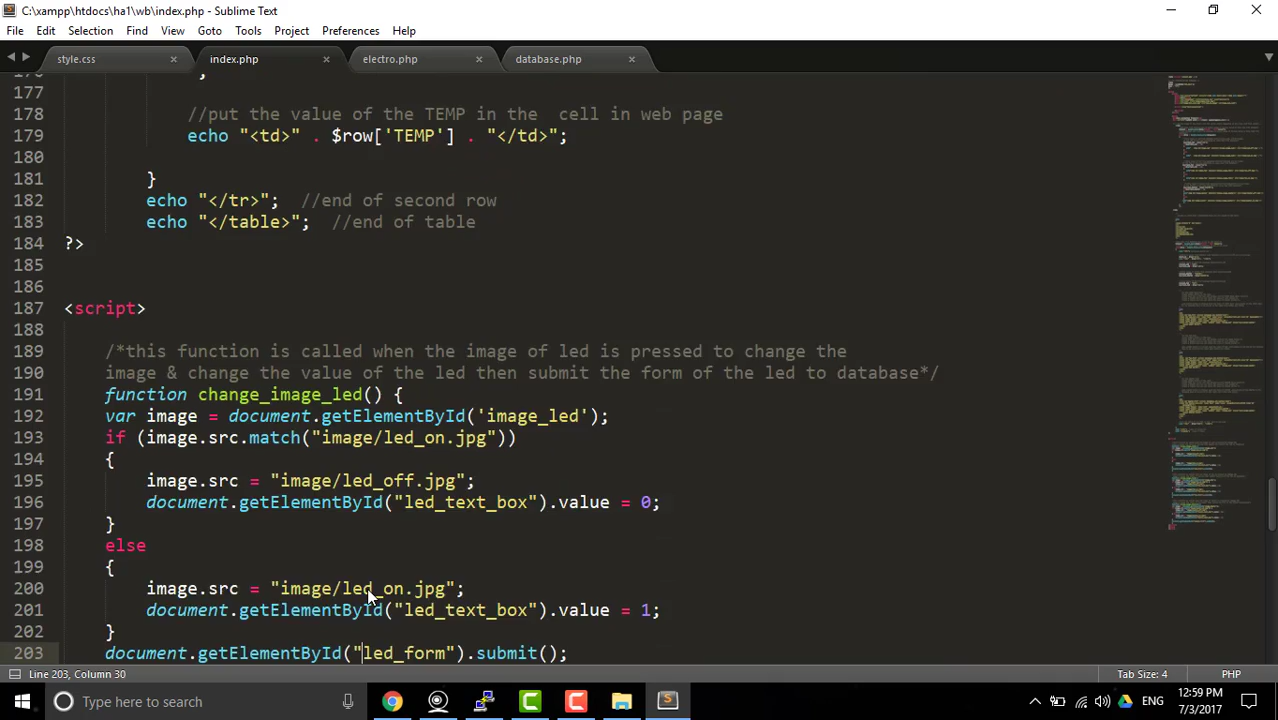 C:\xampp\htdocs\ha1\wb\index.php - Sublime Text
File Edit Selection Find View Goto Tools Project Preferences Help
style.css × index.php × electro.php × database.php ×
177
178 //put the value of the TEMP in the  cell in web page
179 echo "<td>" . $row['TEMP'] . "</td>";
180
181 }
182 echo "</tr>";  //end of second row
183 echo "</table>";  //end of table
184 ?>
185
186
187 <script>
188
189 /*this function is called when the image of led is pressed to change the
190 image & change the value of the led then submit the form of the led to database*/
191 function change_image_led() {
192 var image = document.getElementById('image_led');
193 if (image.src.match("image/led_on.jpg"))
194 {
195 image.src = "image/led_off.jpg";
196 document.getElementById("led_text_box").value = 0;
197 }
198 else
199 {
200 image.src = "image/led_on.jpg";
201 document.getElementById("led_text_box").value = 1;
202 }
203 document.getElementById("led_form").submit();
Line 203, Column 30 Tab Size: 4 PHP
Type here to search ENG 12:59 PM
7/3/2017